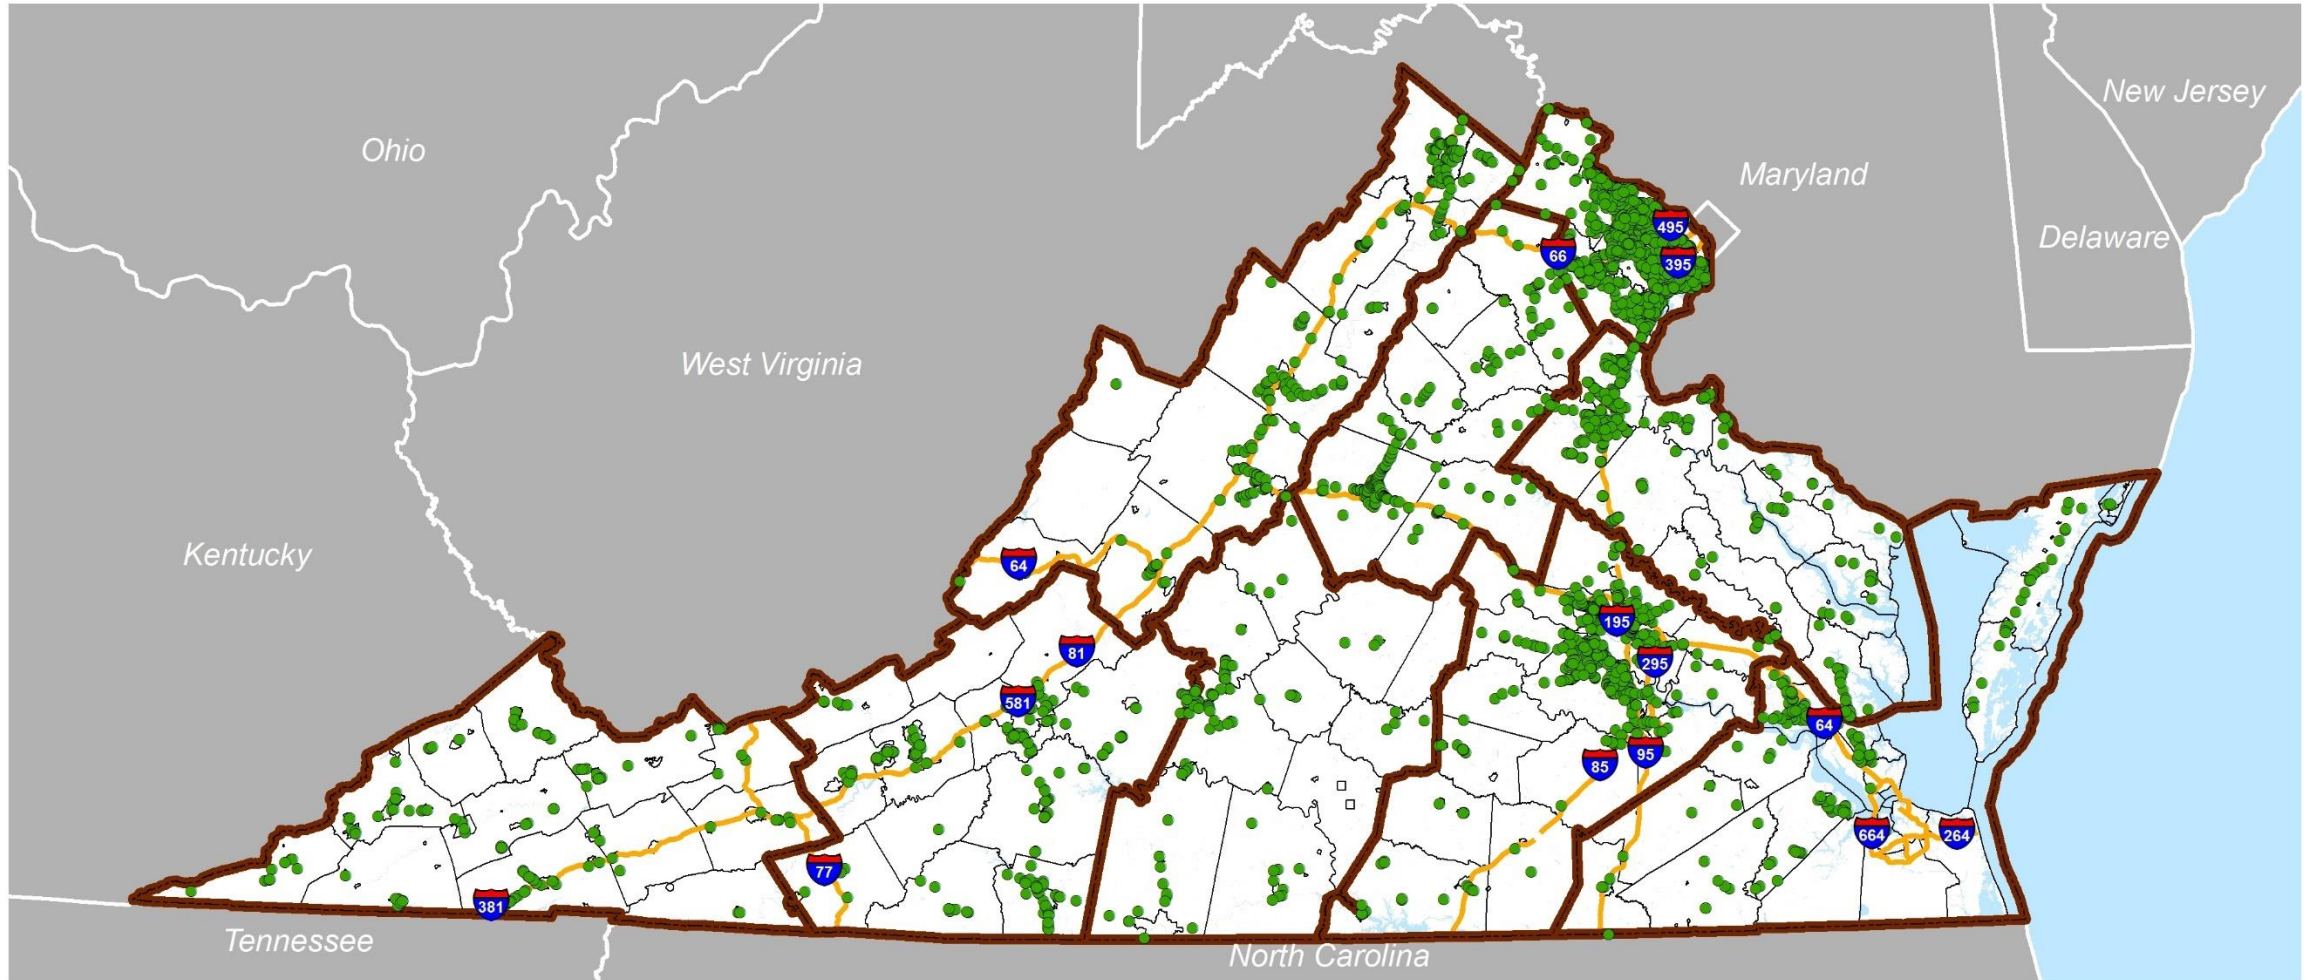 New Jersey
Ohio
Maryland
495
Delaware
66
395
West Virginia
Kentucky
64
195
81
295
581
64
95
85
664
264
77
381
Tennessee
North Carolina